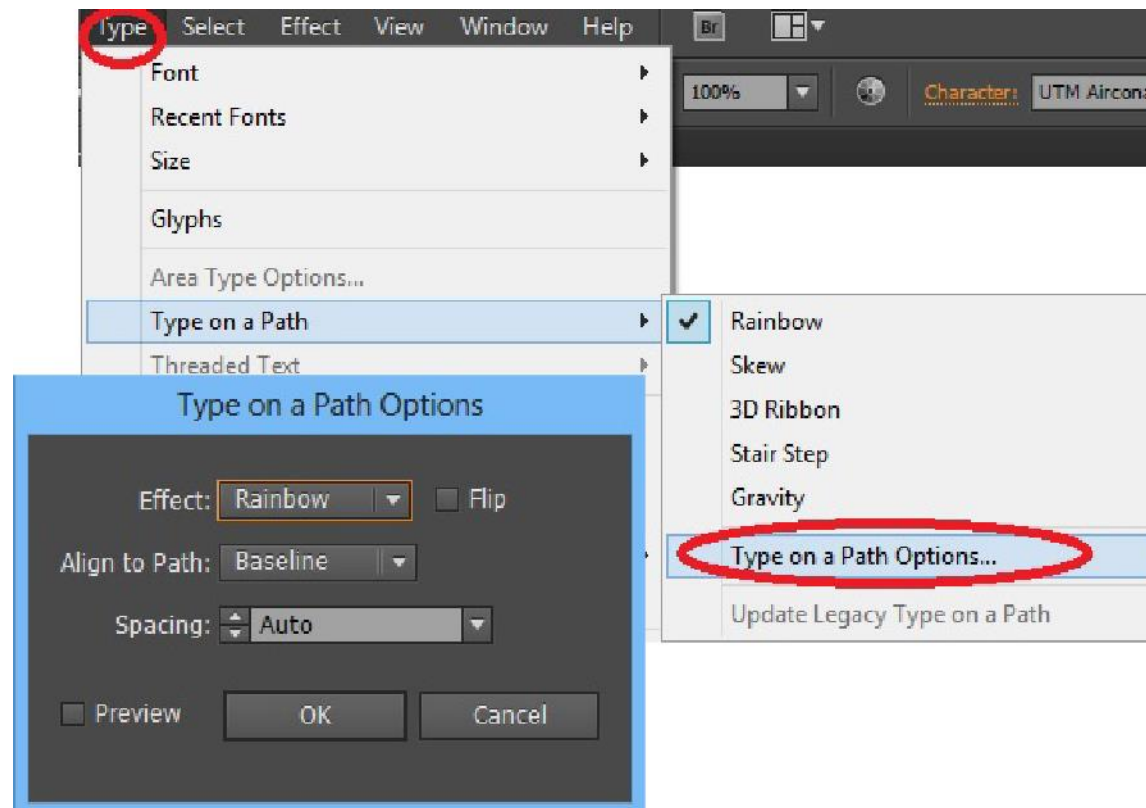 Type Select Effect View Window Help Br
100% Character: UTM Aircona
Font
Recent Fonts
Size
Glyphs
Area Type Options...
Type on a Path
Threaded Text
Rainbow
Skew
3D Ribbon
Stair Step
Gravity
Type on a Path Options...
Update Legacy Type on a Path
Type on a Path Options
Effect: Rainbow Flip
Align to Path: Baseline
Spacing: Auto
Preview OK Cancel